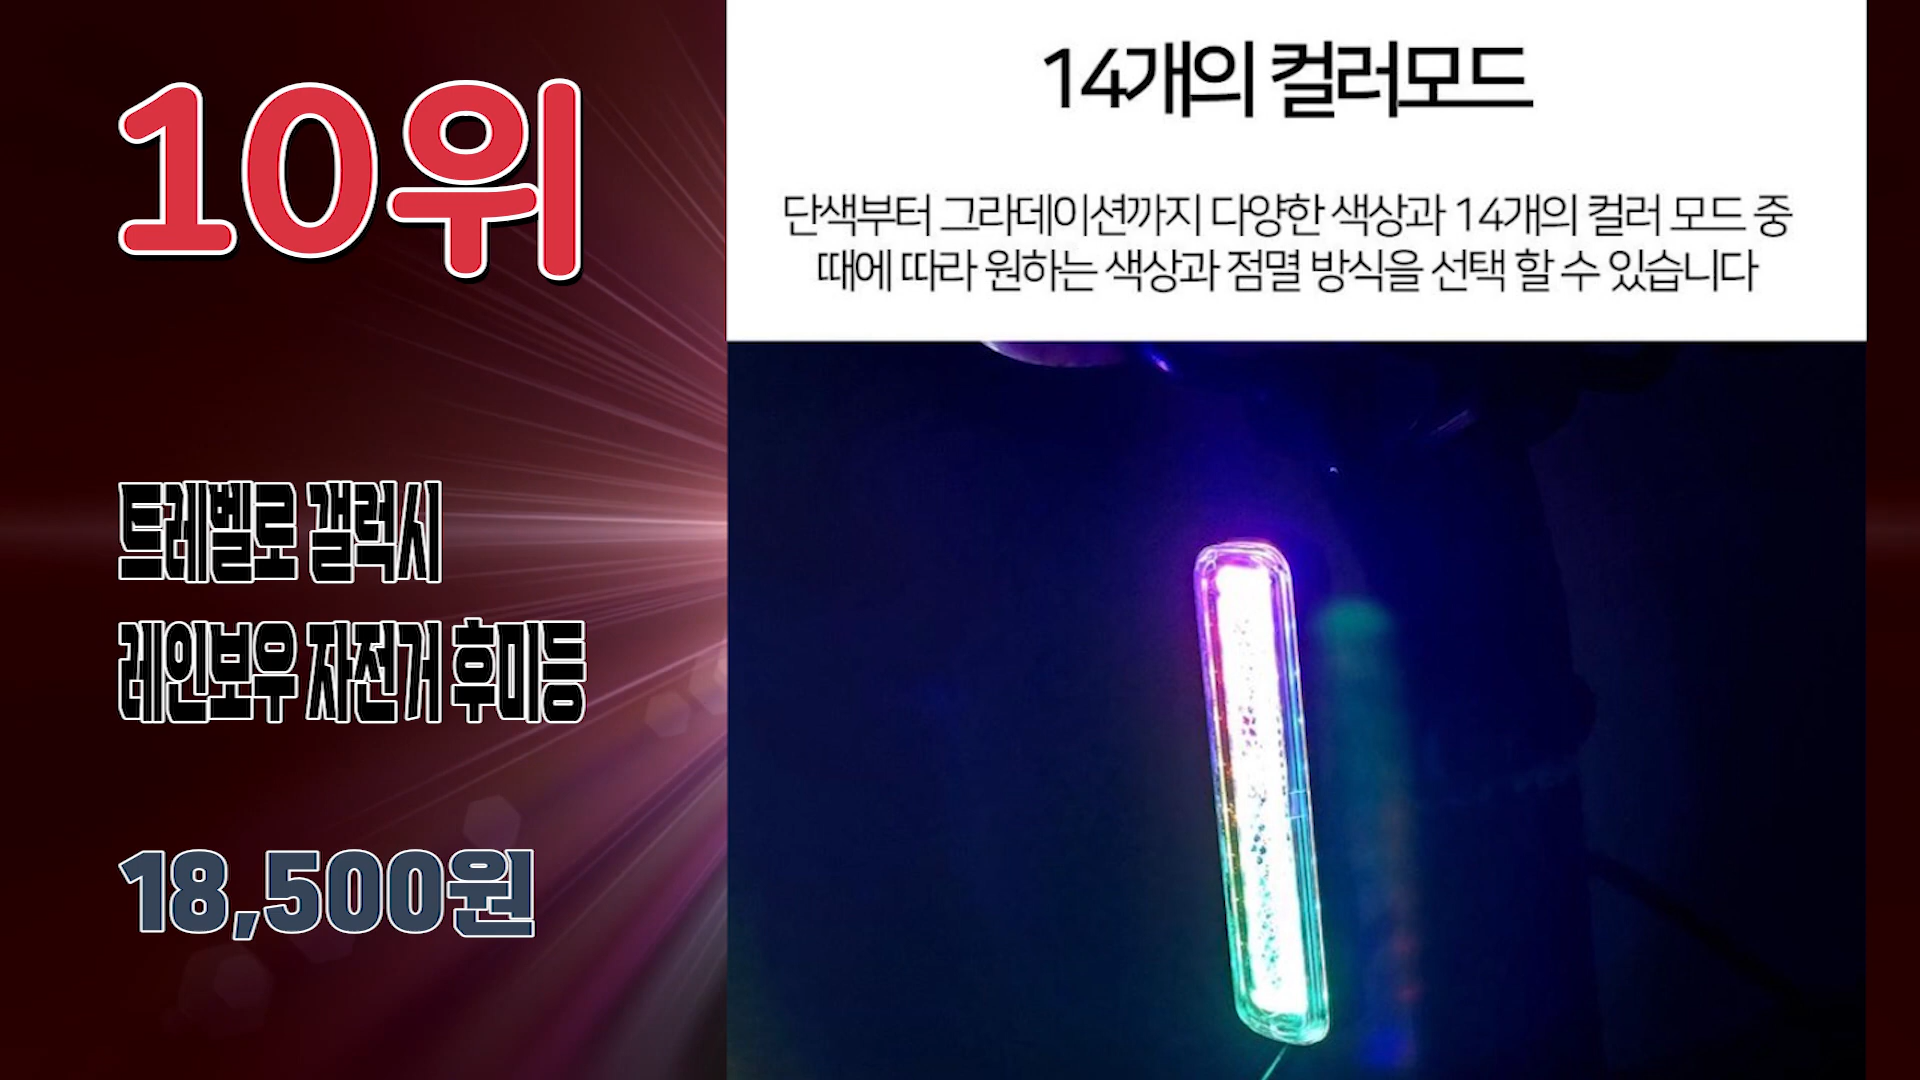 10위
트레벨로 갤럭시
레인보우 자전거 후미등
18,500원
14개의 컬러모드
단색부터 그라데이션까지 다양한 색상과 14개의 컬러 모드 중
때에 따라 원하는 색상과 점멸 방식을 선택 할 수 있습니다